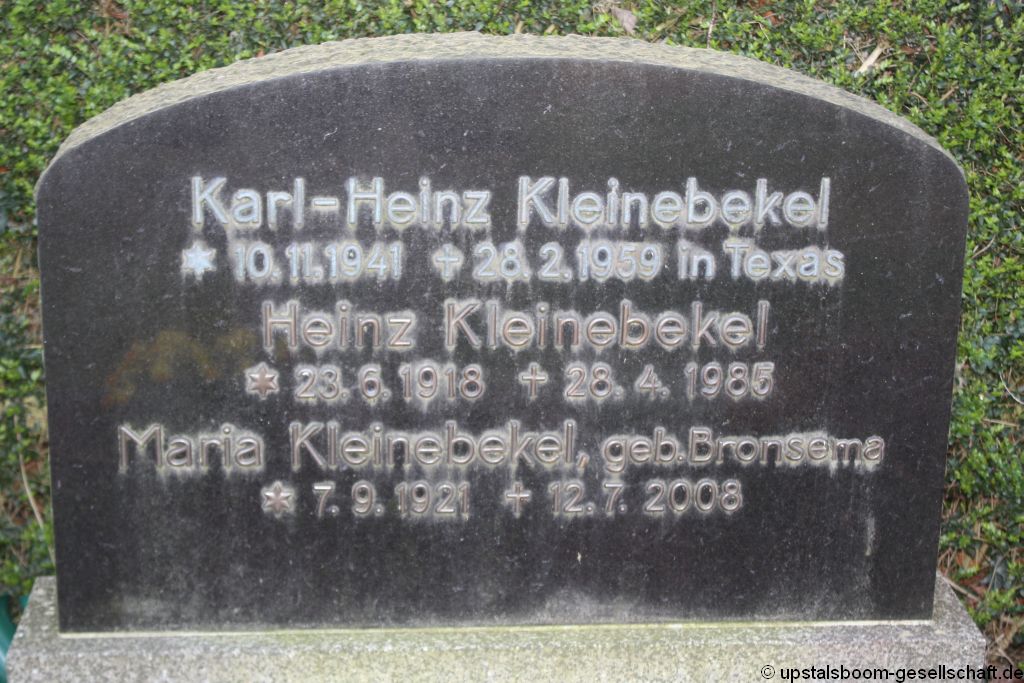 Karl-Heinz Kleinebekel
* 10.11.1941 † 28.2.1959 in Texas
Heinz Kleinebekel
* 23.6.1918 † 28.4.1985
Maria Kleinebekel, geb.Bronsema
* 7.9.1921 † 12.7.2008
© upstalsboom-gesellschaft.de